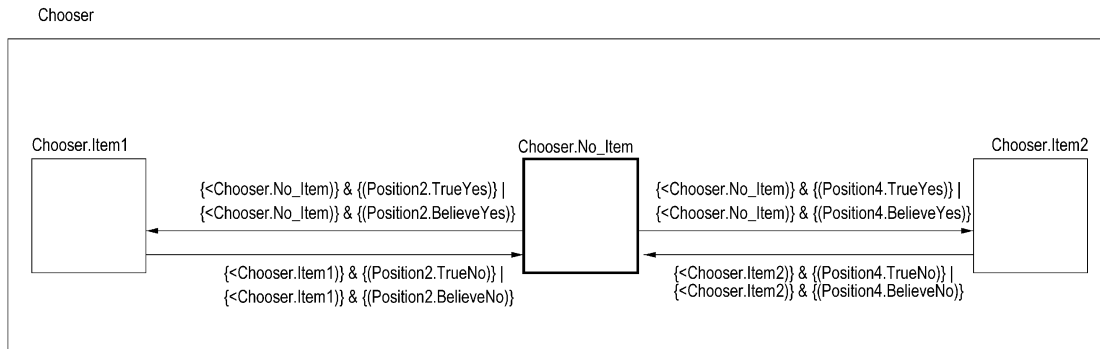 Chooser
Chooser.Item1
Chooser.No_Item
Chooser.Item2
{<Chooser.No_Item)} & {(Position2.TrueYes)} |
{<Chooser.No_Item)} & {(Position2.BelieveYes)}
{<Chooser.No_Item)} & {(Position4.TrueYes)} |
{<Chooser.No_Item)} & {(Position4.BelieveYes)}
{<Chooser.Item1)} & {(Position2.TrueNo)} |
{<Chooser.Item1)} & {(Position2.BelieveNo)}
{<Chooser.Item2)} & {(Position4.TrueNo)} |
{<Chooser.Item2)} & {(Position4.BelieveNo)}